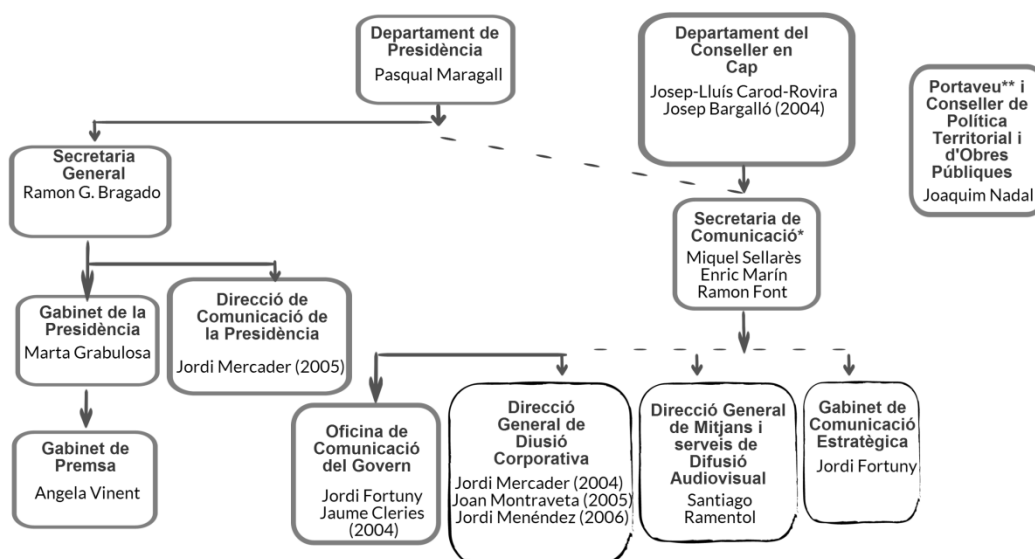 Departament de
Presidència
Pasqual Maragall
Departament del
Conseller en
Cap
Josep-Lluís Carod-Rovira
Josep Bargalló (2004)
Portaveu** i
Conseller de
Política
Territorial i
d'Obres
Públiques
Joaquim Nadal
Secretaria
General
Ramon G. Bragado
Secretaria de
Comunicació*
Miquel Sellarès
Enric Marín
Ramon Font
Gabinet de la
Presidència
Marta Grabulosa
Direcció de
Comunicació de
la Presidència
Jordi Mercader (2005)
Gabinet de
Premsa
Angela Vinent
Oficina de
Comunicació
del Govern
Jordi Fortuny
Jaume Cleries
(2004)
Direcció
General de
Diusió
Corporativa
Jordi Mercader (2004)
Joan Montraveta (2005)
Jordi Menéndez (2006)
Direcció General
de Mitjans i
serveis de
Difusió
Audiovisual
Santiago
Ramentol
Gabinet de
Comunicació
Estratègica
Jordi Fortuny